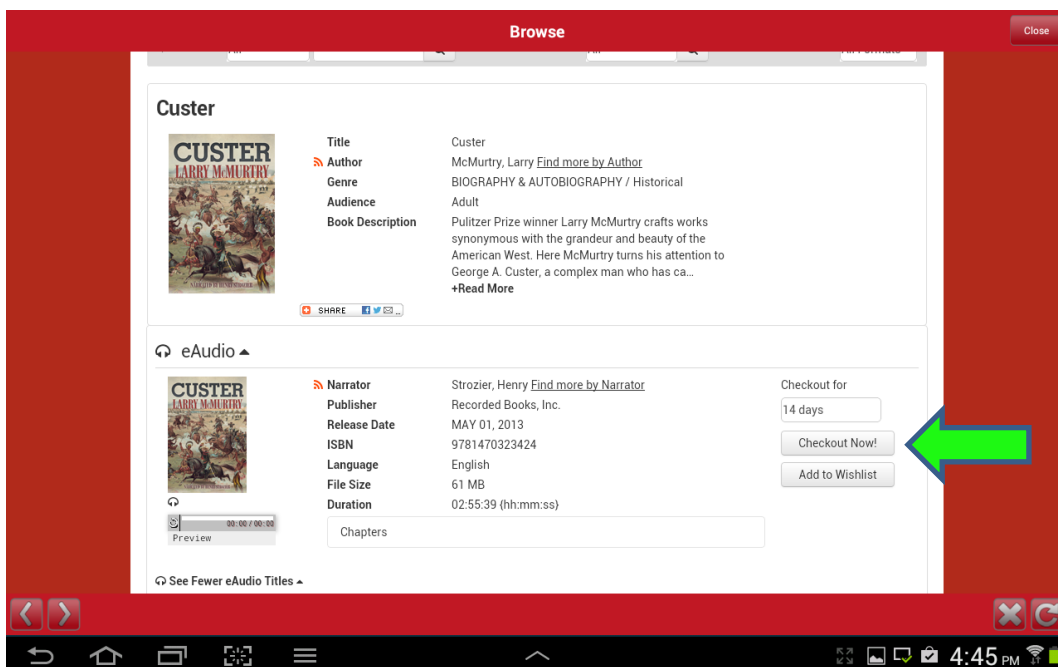 Browse
Close
Custer
CUSTER
LARRY McMURTRY
Title Custer
Author McMurtry, Larry Find more by Author
Genre BIOGRAPHY & AUTOBIOGRAPHY / Historical
Audience Adult
Book Description Pulitzer Prize winner Larry McMurtry crafts works
synonymous with the grandeur and beauty of the
American West. Here McMurtry turns his attention to
George A. Custer, a complex man who has ca...
+Read More
SHARE
eAudio
CUSTER
LARRY McMURTRY
Narrator Strozier, Henry Find more by Narrator
Publisher Recorded Books, Inc.
Release Date MAY 01, 2013
ISBN 9781470323424
Language English
File Size 61 MB
Duration 02:55:39 (hh:mm:ss)
Chapters
Checkout for
14 days
Checkout Now!
Add to Wishlist
00:00 / 00:00
Preview
See Fewer eAudio Titles
4:45 PM